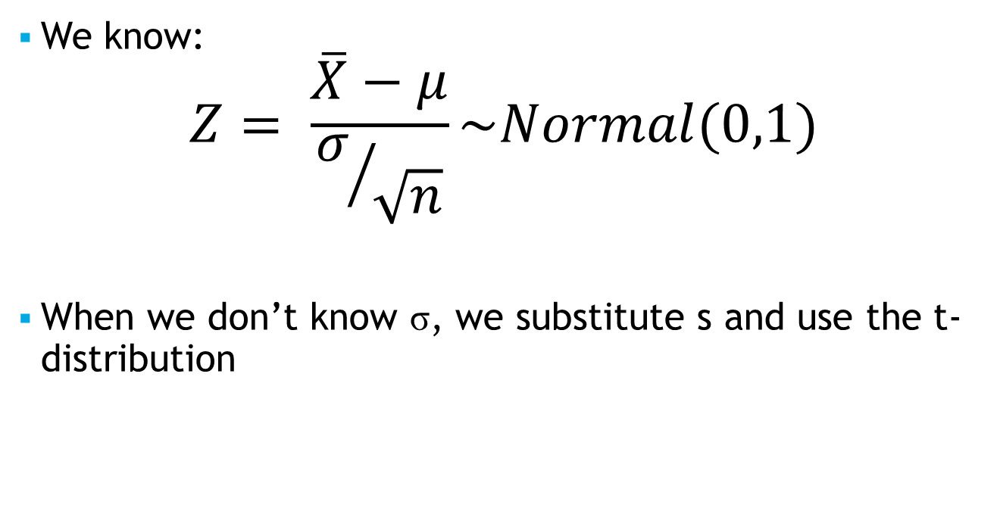 ▪ We know:
Z = (X̄ − μ) / (σ/√n) ~Normal(0,1)
▪ When we don’t know σ, we substitute s and use the t-
distribution